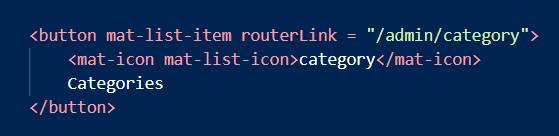 <button mat-list-item routerLink = "/admin/category">
<mat-icon mat-list-icon>category</mat-icon>
Categories
</button>